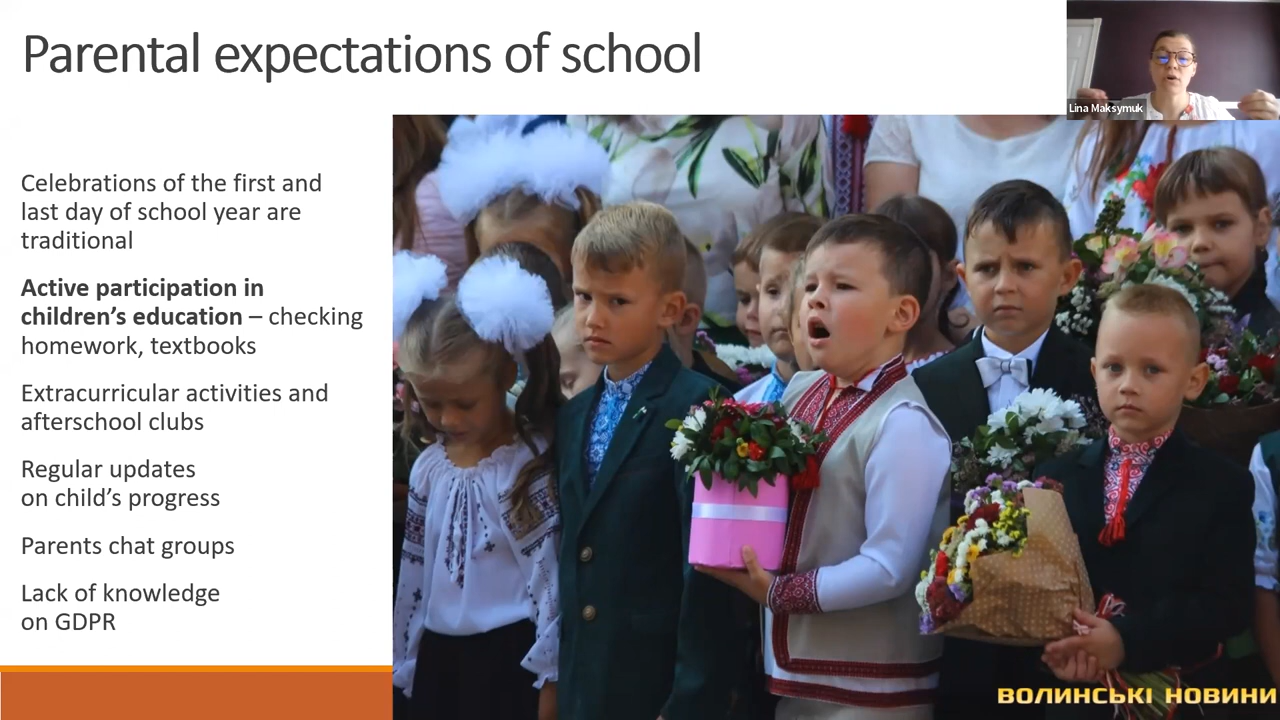 Parental expectations of school
Lina Maksymuk
Celebrations of the first and
last day of school year are
traditional
Active participation in
children’s education – checking
homework, textbooks
Extracurricular activities and
afterschool clubs
Regular updates
on child’s progress
Parents chat groups
Lack of knowledge
on GDPR
ВОЛИНСЬКІ НОВИНИ